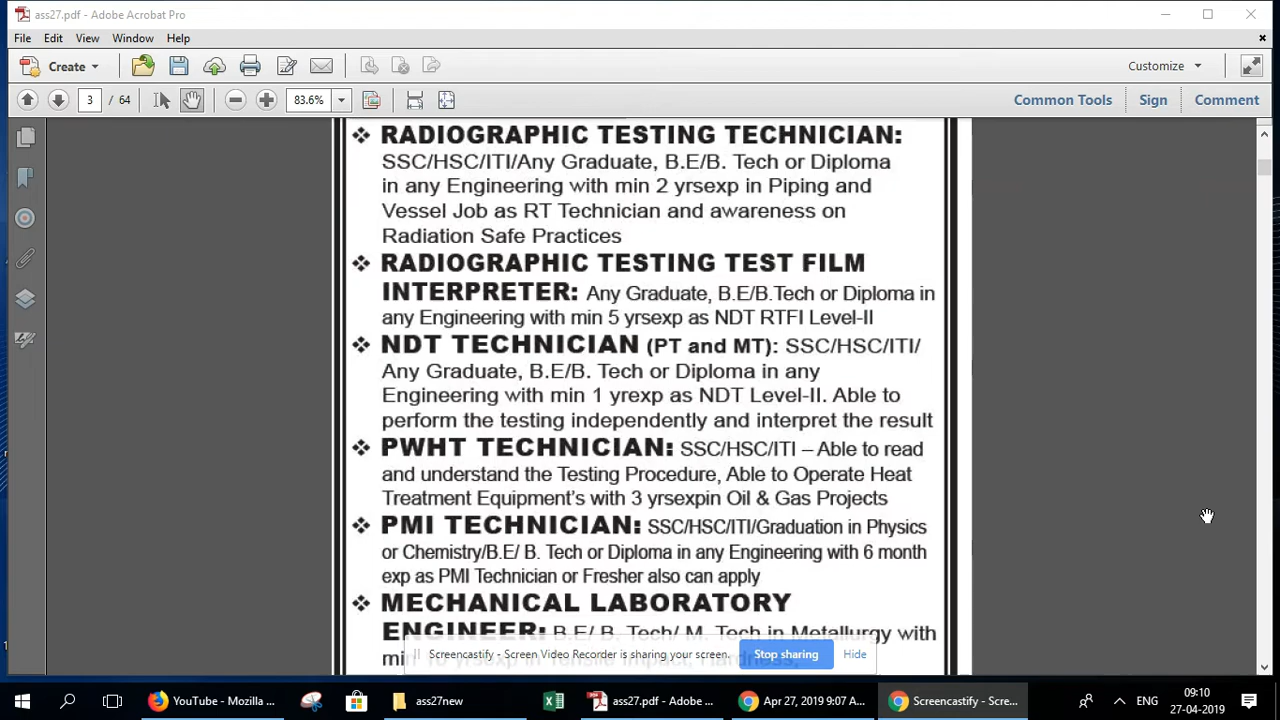 ass27.pdf - Adobe Acrobat Pro
File Edit View Window Help
Create Customize
3 / 64 83.6% Common Tools Sign Comment
❖ RADIOGRAPHIC TESTING TECHNICIAN:
SSC/HSC/ITI/Any Graduate, B.E/B. Tech or Diploma
in any Engineering with min 2 yrsexp in Piping and
Vessel Job as RT Technician and awareness on
Radiation Safe Practices
❖ RADIOGRAPHIC TESTING TEST FILM
INTERPRETER: Any Graduate, B.E/B.Tech or Diploma in
any Engineering with min 5 yrsexp as NDT RTFI Level-II
❖ NDT TECHNICIAN (PT and MT): SSC/HSC/ITI/
Any Graduate, B.E/B. Tech or Diploma in any
Engineering with min 1 yrexp as NDT Level-II. Able to
perform the testing independently and interpret the result
❖ PWHT TECHNICIAN: SSC/HSC/ITI – Able to read
and understand the Testing Procedure, Able to Operate Heat
Treatment Equipment's with 3 yrsexpin Oil & Gas Projects
❖ PMI TECHNICIAN: SSC/HSC/ITI/Graduation in Physics
or Chemistry/B.E/ B. Tech or Diploma in any Engineering with 6 month
exp as PMI Technician or Fresher also can apply
❖ MECHANICAL LABORATORY
ENGINEER: B.E/ B. Tech/ M. Tech in Metallurgy with
Screencastify - Screen Video Recorder is sharing your screen. Stop sharing Hide
YouTube - Mozilla ... ass27new ass27.pdf - Adobe ... Apr 27, 2019 9:07 A... Screencastify - Scre... ENG 09:10
27-04-2019